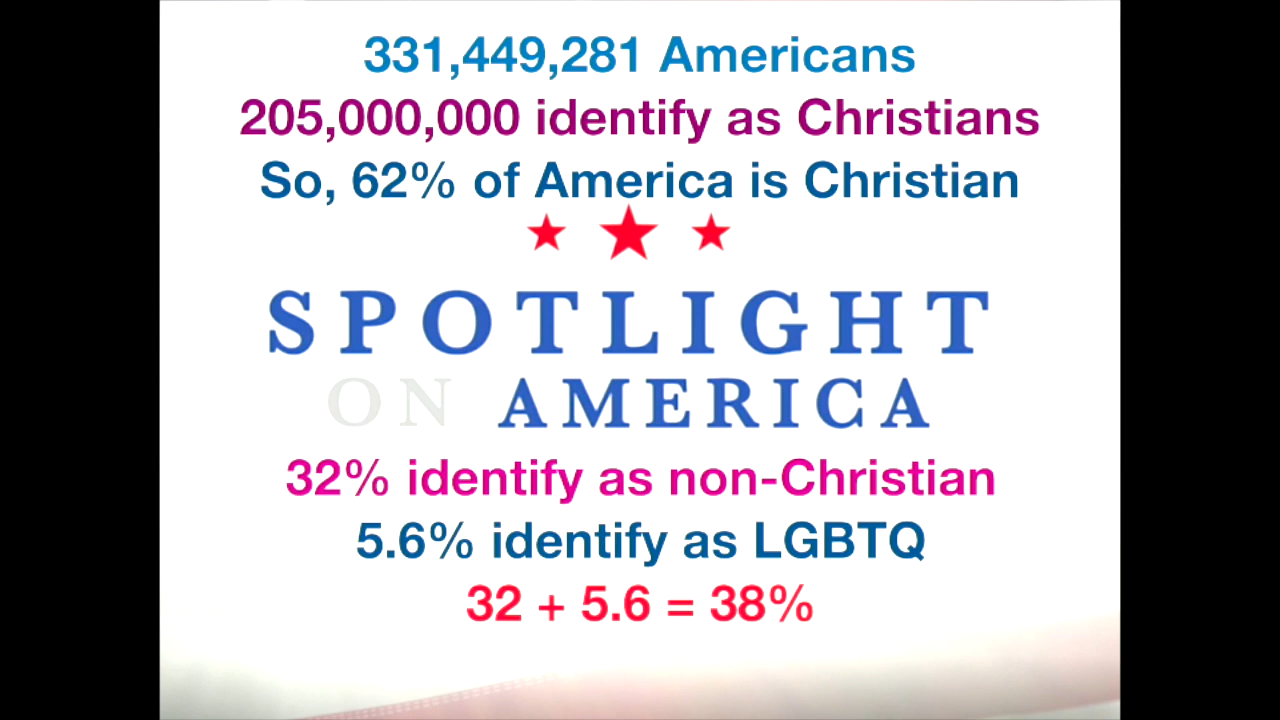 331,449,281 Americans
205,000,000 identify as Christians
So, 62% of America is Christian
SPOTLIGHT
ON AMERICA
32% identify as non-Christian
5.6% identify as LGBTQ
32 + 5.6 = 38%